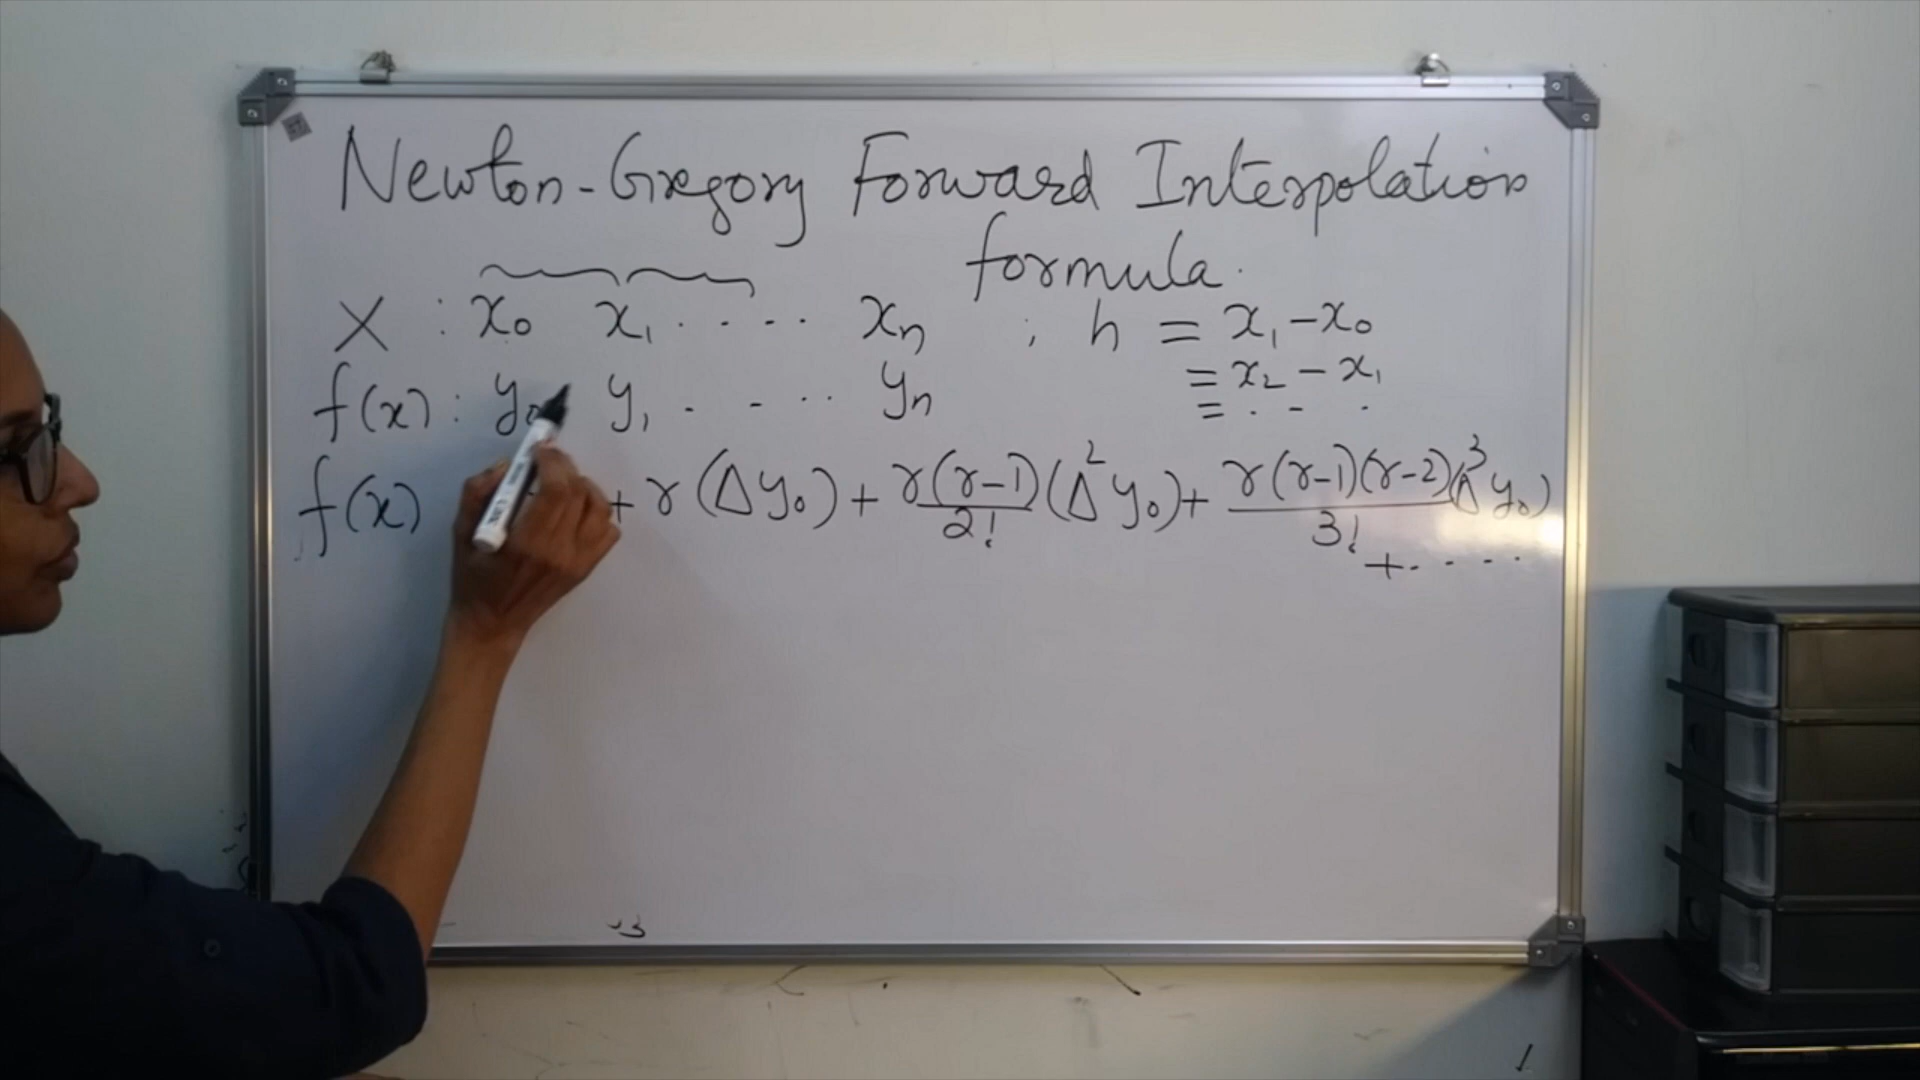 Newton-Gregory Forward Interpolation
formula.
X : x₀ x₁ . . . . xₙ ; h = x₁ - x₀
= x₂ - x₁
f(x) : y₀ y₁ . . . . yₙ = . - .
f(x) + r(Δy₀) + r(r-1)/2! (Δ²y₀) + r(r-1)(r-2)/3! (Δ³y₀)
+ . . . .